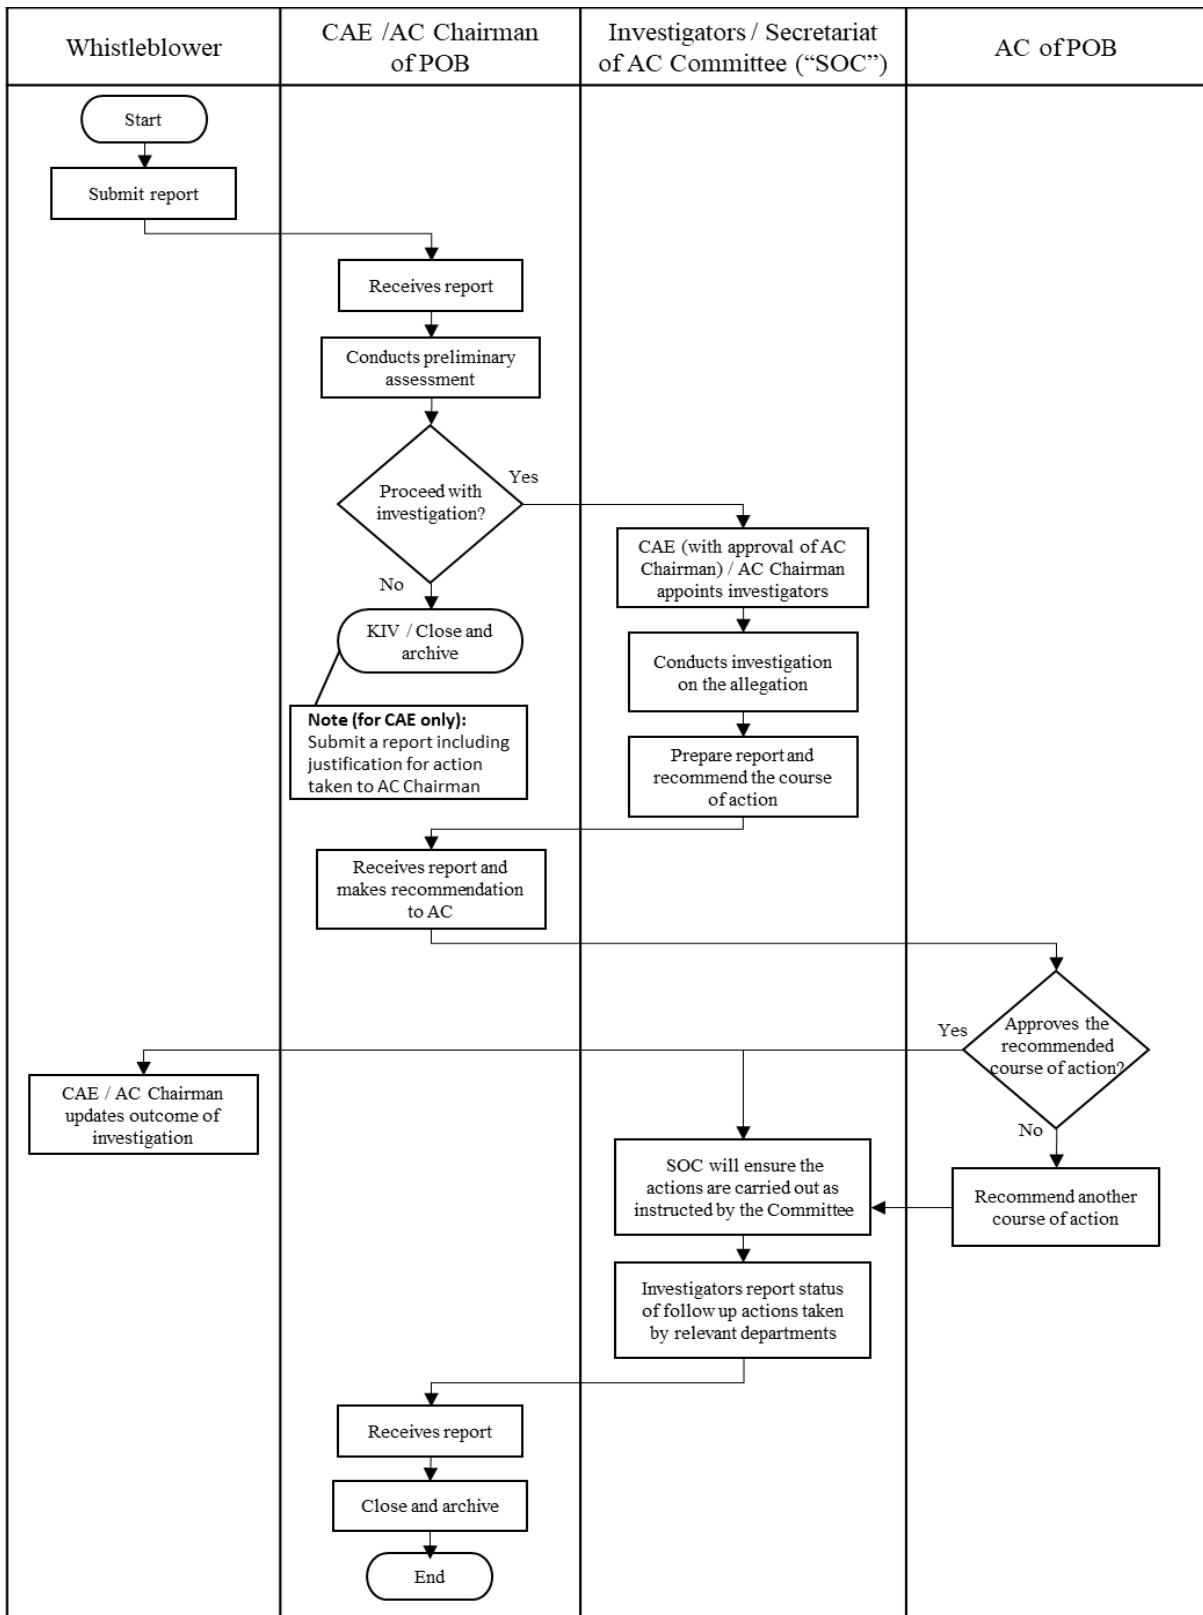 Whistleblower
CAE /AC Chairman
of POB
Investigators / Secretariat
of AC Committee (“SOC”)
AC of POB
Start
Submit report
Receives report
Conducts preliminary
assessment
Proceed with
investigation?
Yes
No
KIV / Close and
archive
Note (for CAE only):
Submit a report including
justification for action
taken to AC Chairman
CAE (with approval of AC
Chairman) / AC Chairman
appoints investigators
Conducts investigation
on the allegation
Prepare report and
recommend the course
of action
Receives report and
makes recommendation
to AC
Approves the
recommended
course of action?
Yes
No
CAE / AC Chairman
updates outcome of
investigation
SOC will ensure the
actions are carried out as
instructed by the Committee
Recommend another
course of action
Investigators report status
of follow up actions taken
by relevant departments
Receives report
Close and archive
End